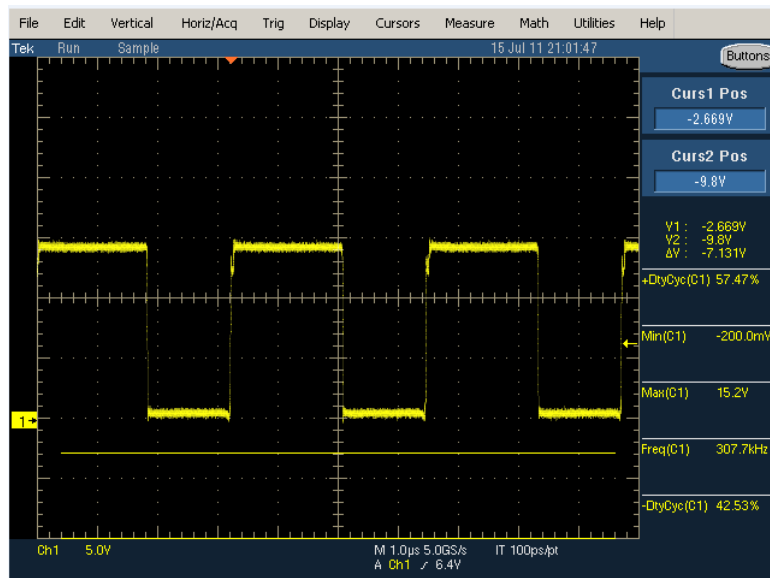 File Edit Vertical Horiz/Acq Trig Display Cursors Measure Math Utilities Help
Tek Run Sample 15 Jul 11 21:01:47 Buttons
Curs1 Pos
-2.669V
Curs2 Pos
-9.8V
V1 : -2.669V
V2 : -9.8V
ΔV : -7.131V
+DtyCyc(C1) 57.47%
Min(C1) -200.0mV
Max(C1) 15.2V
1
Freq(C1) 307.7kHz
-DtyCyc(C1) 42.53%
Ch1 5.0V M 1.0µs 5.0GS/s IT 100ps/pt
A Ch1 ⁄ 6.4V